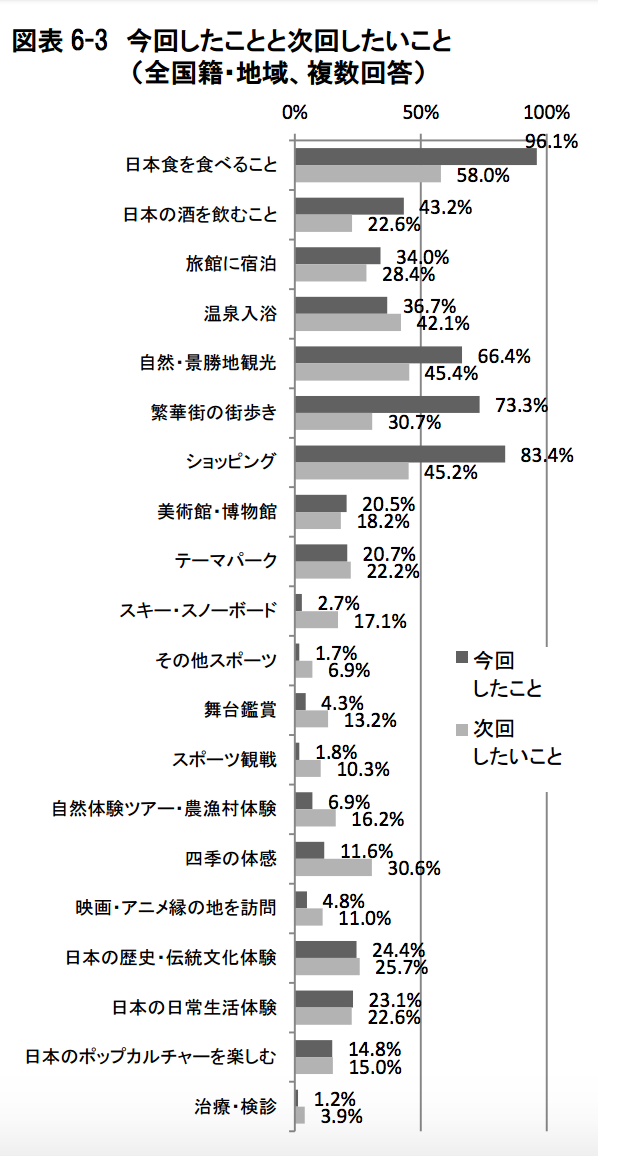 図表 6-3 今回したことと次回したいこと
（全国籍・地域、複数回答）
0% 50% 100%
日本食を食べること 96.1%
58.0%
日本の酒を飲むこと 43.2%
22.6%
旅館に宿泊 34.0%
28.4%
温泉入浴 36.7%
42.1%
自然・景勝地観光 66.4%
45.4%
繁華街の街歩き 73.3%
30.7%
ショッピング 83.4%
45.2%
美術館・博物館 20.5%
18.2%
テーマパーク 20.7%
22.2%
スキー・スノーボード 2.7%
17.1%
その他スポーツ 1.7%
6.9%
舞台鑑賞 4.3%
13.2%
スポーツ観戦 1.8%
10.3%
自然体験ツアー・農漁村体験 6.9%
16.2%
四季の体感 11.6%
30.6%
映画・アニメ縁の地を訪問 4.8%
11.0%
日本の歴史・伝統文化体験 24.4%
25.7%
日本の日常生活体験 23.1%
22.6%
日本のポップカルチャーを楽しむ 14.8%
15.0%
治療・検診 1.2%
3.9%
今回
したこと
次回
したいこと